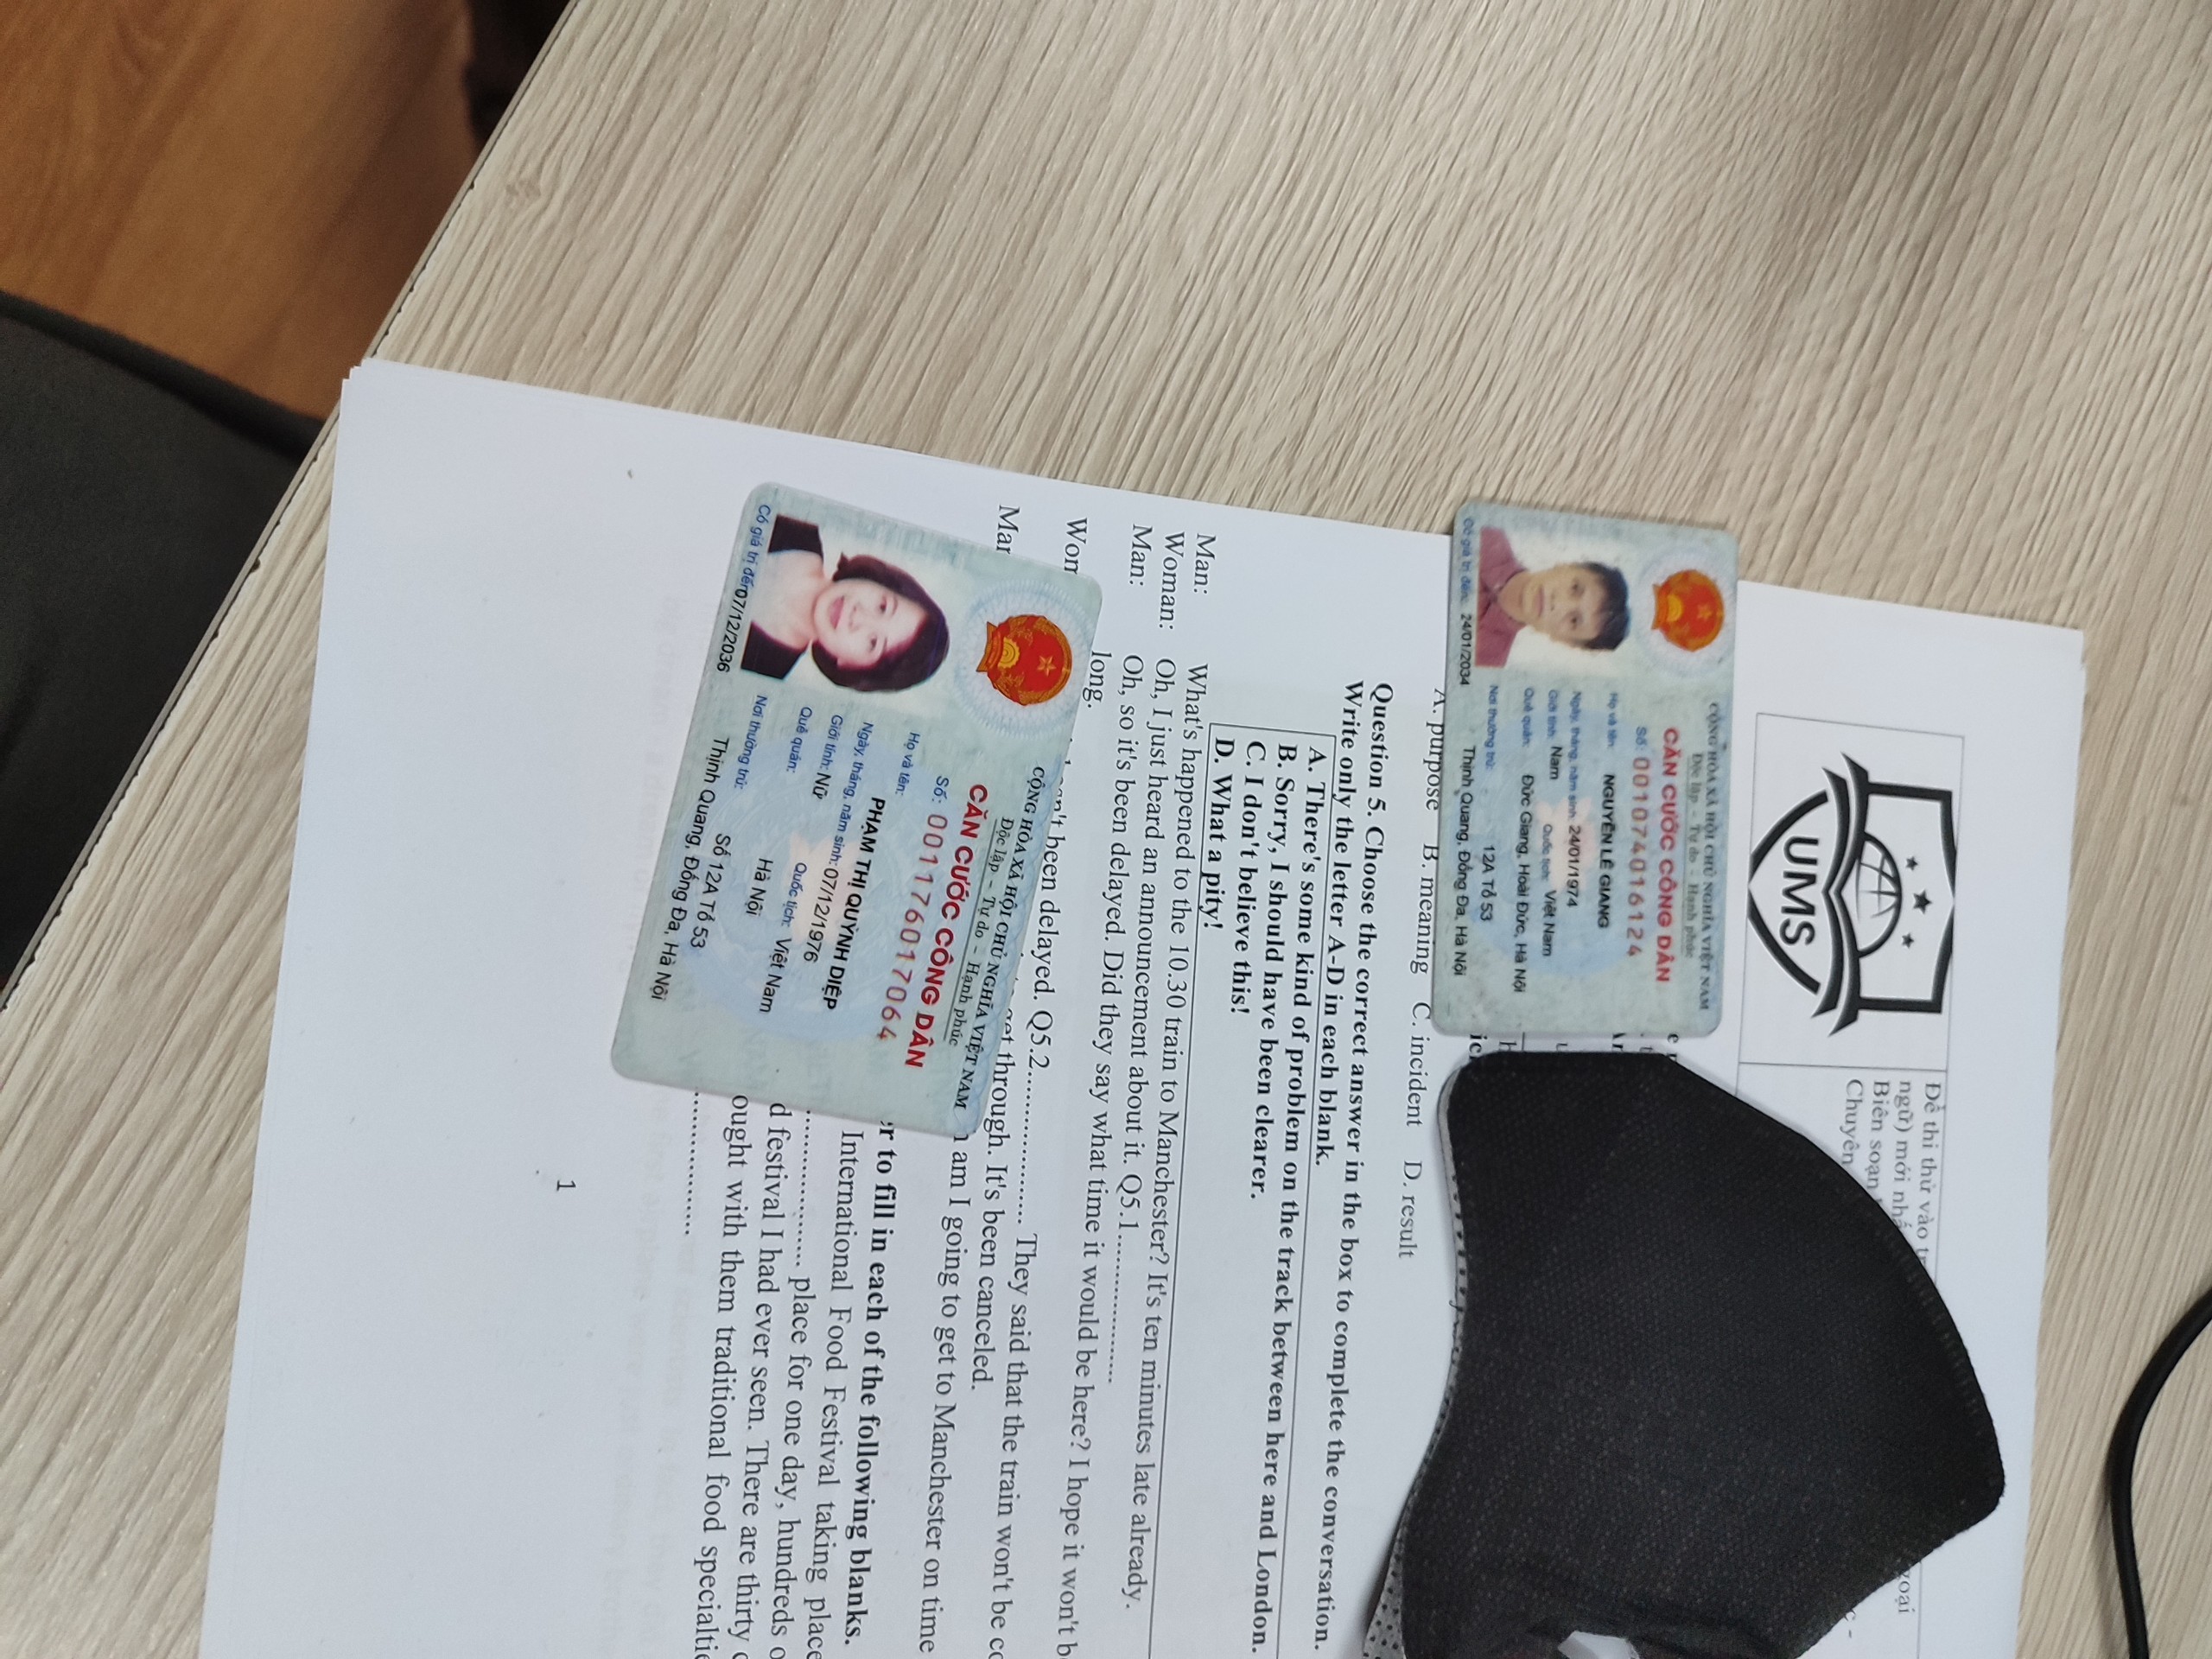 UMS
Đề thi thử vào
ngữ) mới
Biên soạn
Chuyên
CỘNG HÒA XÃ HỘI CHỦ NGHĨA VIỆT NAM
Độc lập - Tự do - Hạnh phúc
CĂN CƯỚC CÔNG DÂN
Số: 001074016124
Họ và tên:
NGUYỄN LÊ GIANG
Ngày, tháng, năm sinh: 24/01/1974
Giới tính: Nam Quốc tịch: Việt Nam
Quê quán: Đức Giang, Hoài Đức, Hà Nội
Nơi thường trú: 12A Tổ 53
Thịnh Quang, Đống Đa, Hà Nội
Có giá trị đến: 24/01/2034
A. purpose B. meaning C. incident D. result
Question 5. Choose the correct answer in the box to complete the conversation.
Write only the letter A-D in each blank.
A. There's some kind of problem on the track between here and London.
B. Sorry, I should have been clearer.
C. I don't believe this!
D. What a pity!
Man: What's happened to the 10.30 train to Manchester? It's ten minutes late already.
Woman: Oh, I just heard an announcement about it. Q5.1....................
Man: Oh, so it's been delayed. Did they say what time it would be here? I hope it won't
long.
been delayed. Q5.2.................... They said that the train won't be
get through. It's been canceled.
am I going to get to Manchester on time
CỘNG HÒA XÃ HỘI CHỦ NGHĨA VIỆT NAM
Độc lập - Tự do - Hạnh phúc
CĂN CƯỚC CÔNG DÂN
Số: 001176017064
Họ và tên:
PHẠM THỊ QUỲNH DIỆP
Ngày, tháng, năm sinh: 07/12/1976
Giới tính: Nữ Quốc tịch: Việt Nam
Quê quán: Hà Nội
Nơi thường trú: Số 12A Tổ 53
Thịnh Quang, Đống Đa, Hà Nội
Có giá trị đến: 07/12/2036
to fill in each of the following blanks.
International Food Festival taking place
.................... place for one day, hundreds
festival I had ever seen. There are thirty
with them traditional food
....................
1